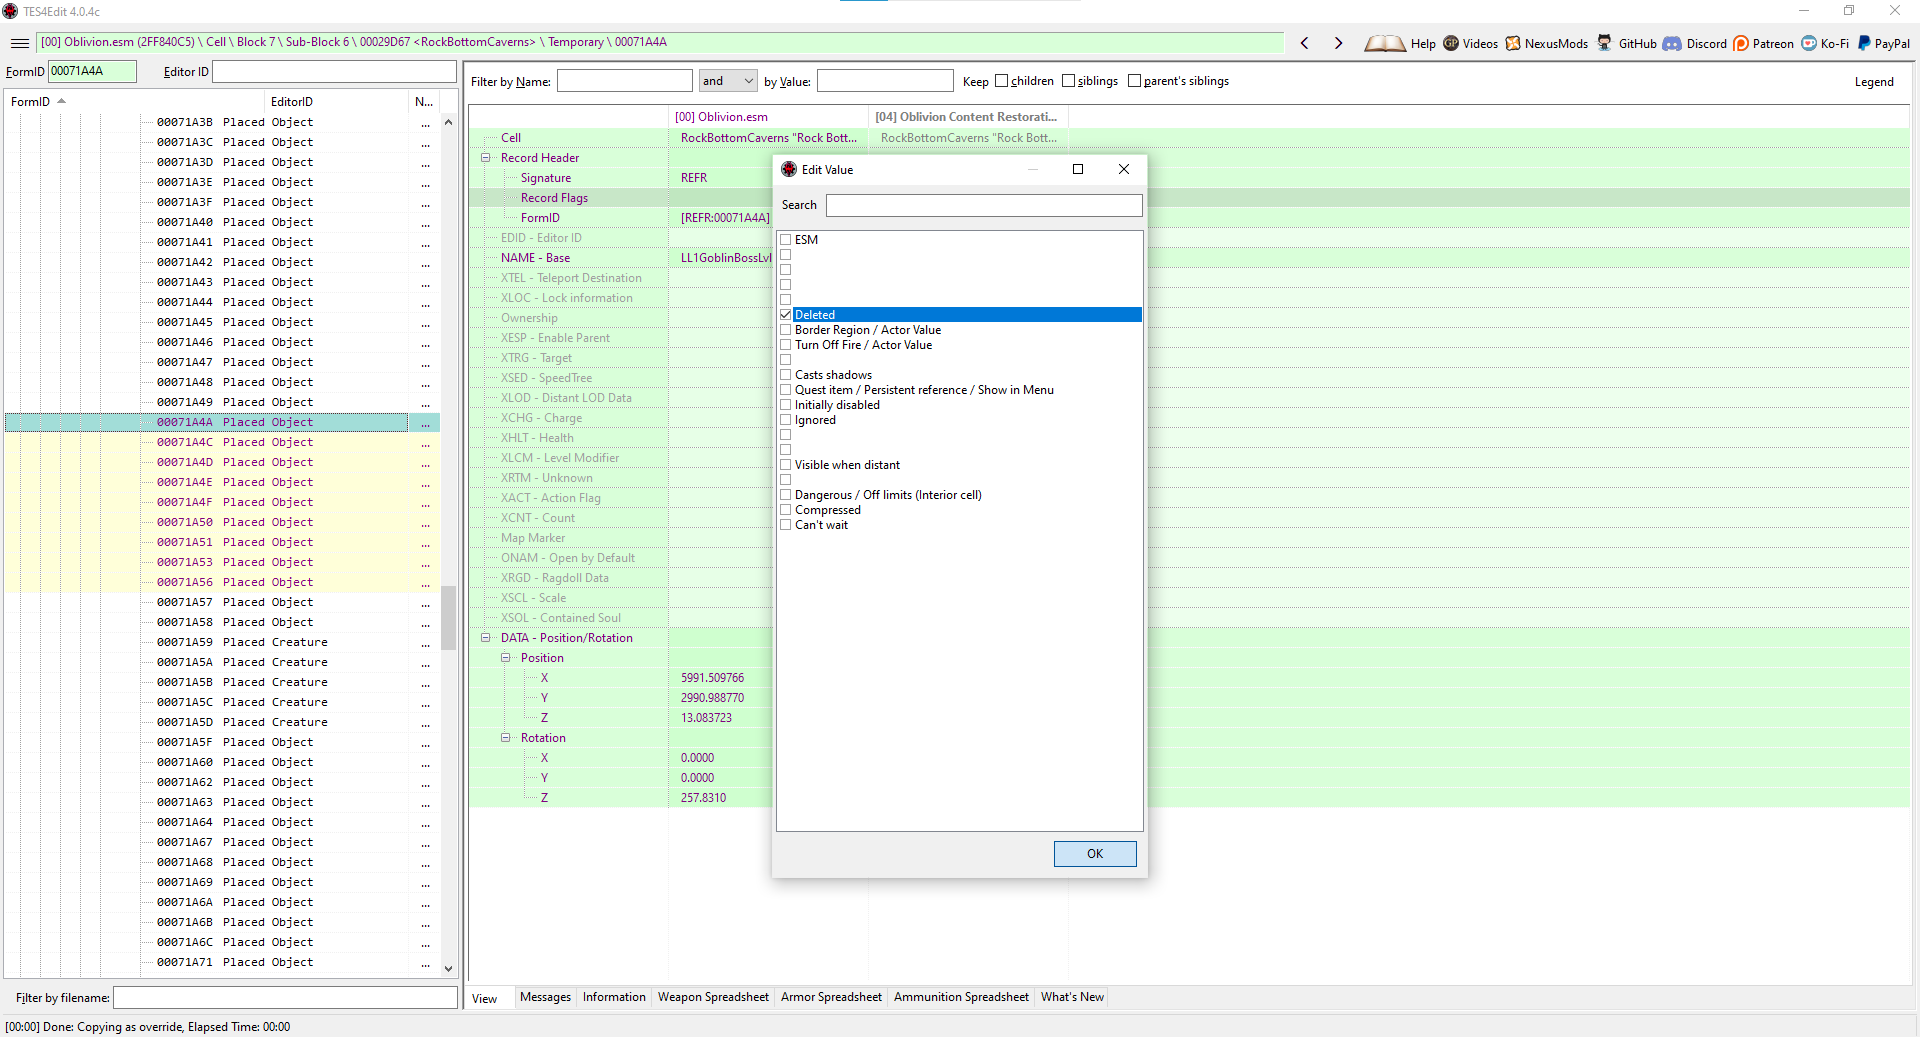 TES4Edit 4.0.4c
[00] Oblivion.esm (2FF840C5) \ Cell \ Block 7 \ Sub-Block 6 \ 00029D67 <RockBottomCaverns> \ Temporary \ 00071A4A
Help Videos NexusMods GitHub Discord Patreon Ko-Fi PayPal
FormID 00071A4A Editor ID
Filter by Name: and by Value: Keep children siblings parent's siblings Legend
FormID EditorID N...
00071A3B Placed Object ...
00071A3C Placed Object ...
00071A3D Placed Object ...
00071A3E Placed Object ...
00071A3F Placed Object ...
00071A40 Placed Object ...
00071A41 Placed Object ...
00071A42 Placed Object ...
00071A43 Placed Object ...
00071A44 Placed Object ...
00071A45 Placed Object ...
00071A46 Placed Object ...
00071A47 Placed Object ...
00071A48 Placed Object ...
00071A49 Placed Object ...
00071A4A Placed Object ...
00071A4C Placed Object ...
00071A4D Placed Object ...
00071A4E Placed Object ...
00071A4F Placed Object ...
00071A50 Placed Object ...
00071A51 Placed Object ...
00071A53 Placed Object ...
00071A56 Placed Object ...
00071A57 Placed Object ...
00071A58 Placed Object ...
00071A59 Placed Creature ...
00071A5A Placed Creature ...
00071A5B Placed Creature ...
00071A5C Placed Creature ...
00071A5D Placed Creature ...
00071A5F Placed Object ...
00071A60 Placed Object ...
00071A62 Placed Object ...
00071A63 Placed Object ...
00071A64 Placed Object ...
00071A67 Placed Object ...
00071A68 Placed Object ...
00071A69 Placed Object ...
00071A6A Placed Object ...
00071A6B Placed Object ...
00071A6C Placed Object ...
00071A71 Placed Object ...
Filter by filename:
[00] Oblivion.esm [04] Oblivion Content Restorati...
Cell RockBottomCaverns "Rock Bott... RockBottomCaverns "Rock Bott...
Record Header
Signature REFR
Record Flags
FormID [REFR:00071A4A]
EDID - Editor ID
NAME - Base LL1GoblinBossLvl
XTEL - Teleport Destination
XLOC - Lock information
Ownership
XESP - Enable Parent
XTRG - Target
XSED - SpeedTree
XLOD - Distant LOD Data
XCHG - Charge
XHLT - Health
XLCM - Level Modifier
XRTM - Unknown
XACT - Action Flag
XCNT - Count
Map Marker
ONAM - Open by Default
XRGD - Ragdoll Data
XSCL - Scale
XSOL - Contained Soul
DATA - Position/Rotation
Position
X 5991.509766
Y 2990.988770
Z 13.083723
Rotation
X 0.0000
Y 0.0000
Z 257.8310
Edit Value
Search
ESM
Deleted
Border Region / Actor Value
Turn Off Fire / Actor Value
Casts shadows
Quest item / Persistent reference / Show in Menu
Initially disabled
Ignored
Visible when distant
Dangerous / Off limits (Interior cell)
Compressed
Can't wait
OK
View Messages Information Weapon Spreadsheet Armor Spreadsheet Ammunition Spreadsheet What's New
[00:00] Done: Copying as override, Elapsed Time: 00:00